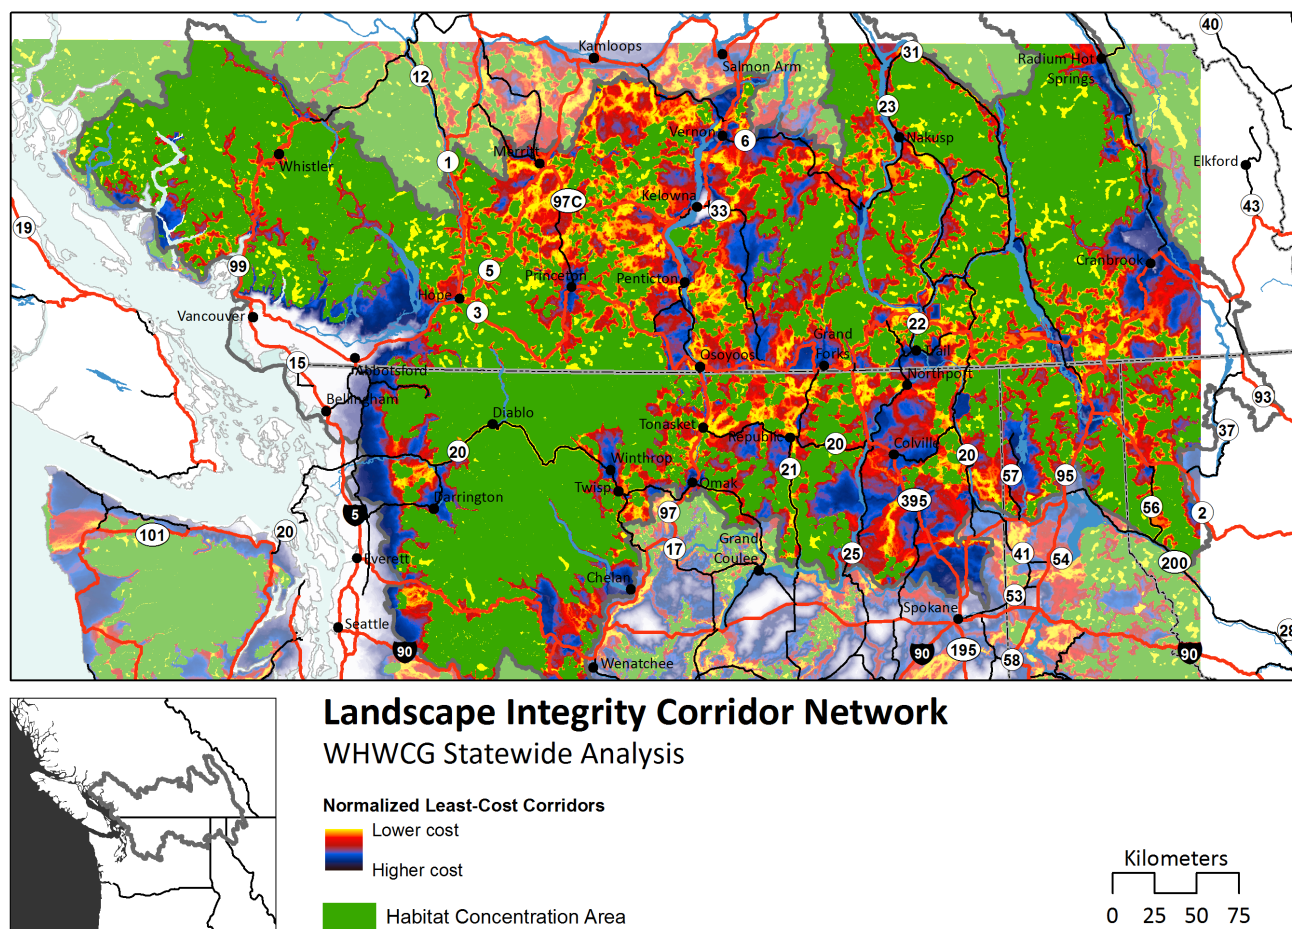 40
Kamloops
31
Salmon Arm
Radium Hot
Springs
12
23
Vernon
6
Nakusp
1
Merritt
Whistler
Elkford
97C
Kelowna
33
43
19
99
5
Princeton
Penticton
Cranbrook
Hope
3
Vancouver
22
Grand
Forks
Trail
15
Osoyoos
Abbotsford
Northport
93
Bellingham
Diablo
Tonasket
Republic
20
Colville
37
20
Winthrop
21
20
57
95
Twisp
Omak
395
Darrington
97
56
2
5
101
20
17
Grand
Coulee
25
41
54
200
Everett
Chelan
53
Spokane
Seattle
28
90
Wenatchee
90
195
58
90
Landscape Integrity Corridor Network
WHWCG Statewide Analysis
Normalized Least-Cost Corridors
Lower cost
Higher cost
Habitat Concentration Area
Kilometers
0 25 50 75